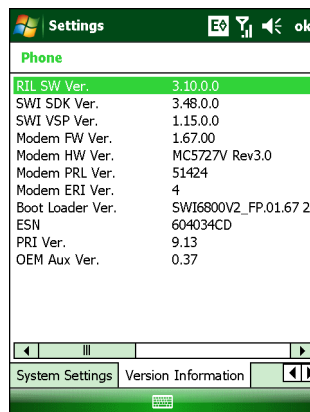 Settings
ok
Phone
RIL SW Ver. 3.10.0.0
SWI SDK Ver. 3.48.0.0
SWI VSP Ver. 1.15.0.0
Modem FW Ver. 1.67.00
Modem HW Ver. MC5727V Rev3.0
Modem PRL Ver. 51424
Modem ERI Ver. 4
Boot Loader Ver. SWI6800V2_FP.01.67 2
ESN 604034CD
PRI Ver. 9.13
OEM Aux Ver. 0.37
System Settings Version Information